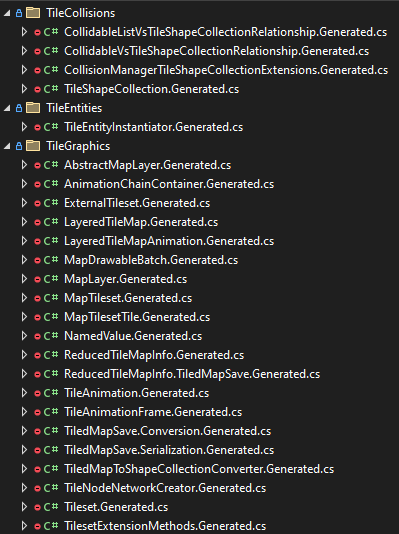 TileCollisions
C# CollidableListVsTileShapeCollectionRelationship.Generated.cs
C# CollidableVsTileShapeCollectionRelationship.Generated.cs
C# CollisionManagerTileShapeCollectionExtensions.Generated.cs
C# TileShapeCollection.Generated.cs
TileEntities
C# TileEntityInstantiator.Generated.cs
TileGraphics
C# AbstractMapLayer.Generated.cs
C# AnimationChainContainer.Generated.cs
C# ExternalTileset.Generated.cs
C# LayeredTileMap.Generated.cs
C# LayeredTileMapAnimation.Generated.cs
C# MapDrawableBatch.Generated.cs
C# MapLayer.Generated.cs
C# MapTileset.Generated.cs
C# MapTilesetTile.Generated.cs
C# NamedValue.Generated.cs
C# ReducedTileMapInfo.Generated.cs
C# ReducedTileMapInfo.TiledMapSave.Generated.cs
C# TileAnimation.Generated.cs
C# TileAnimationFrame.Generated.cs
C# TiledMapSave.Conversion.Generated.cs
C# TiledMapSave.Serialization.Generated.cs
C# TiledMapToShapeCollectionConverter.Generated.cs
C# TileNodeNetworkCreator.Generated.cs
C# Tileset.Generated.cs
C# TilesetExtensionMethods.Generated.cs